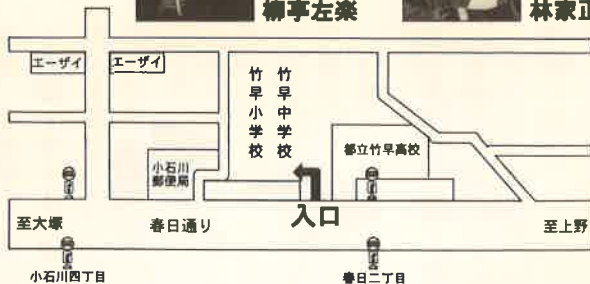 柳亭左楽
林家正
エーザイ
エーザイ
竹早小学校
竹早中学校
小石川
郵便局
都立竹早高校
入口
至大塚
春日通り
至上野
小石川四丁目
春日二丁目